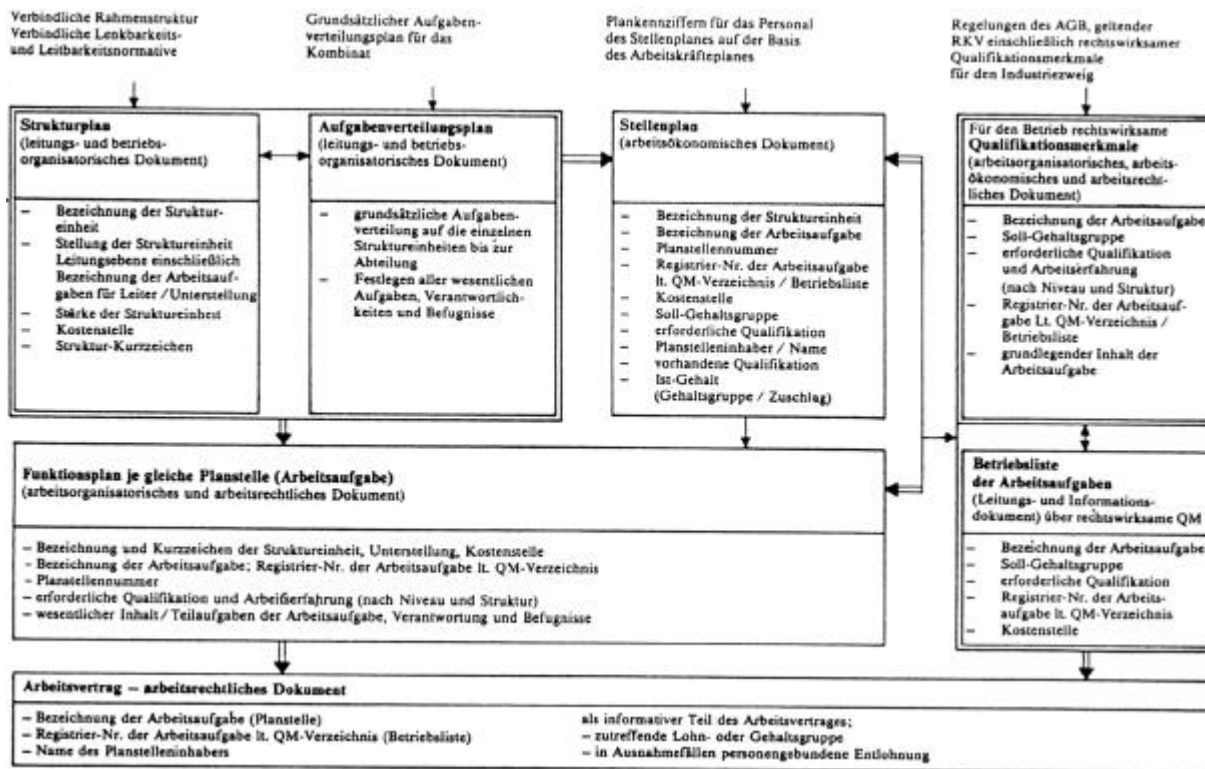 Verbindliche Rahmenstruktur
Verbindliche Lenkbarkeits-
und Leitbarkeitsnormative
Grundsätzlicher Aufgaben-
verteilungsplan für das
Kombinat
Plankennziffern für das Personal
des Stellenplanes auf der Basis
des Arbeitskräfteplanes
Regelungen des AGB, geltender
RKV einschließlich rechtswirksamer
Qualifikationsmerkmale
für den Industriezweig
Strukturplan
(leitungs- und betriebs-
organisatorisches Dokument)
– Bezeichnung der Struktur-
einheit
– Stellung der Struktureinheit
Leitungsebene einschließlich
Bezeichnung der Arbeitsauf-
gaben für Leiter / Unterstellung
– Stärke der Struktureinheit
– Kostenstelle
– Struktur-Kurzzeichen
Aufgabenverteilungsplan
(leitungs- und betriebs-
organisatorisches Dokument)
– grundsätzliche Aufgaben-
verteilung auf die einzelnen
Struktureinheiten bis zur
Abteilung
– Festlegen aller wesentlichen
Aufgaben, Verantwortlich-
keiten und Befugnisse
Stellenplan
(arbeitsökonomisches Dokument)
– Bezeichnung der Struktureinheit
– Bezeichnung der Arbeitsaufgabe
– Planstellennummer
– Registrier-Nr. der Arbeitsaufgabe
lt. QM-Verzeichnis / Betriebsliste
– Kostenstelle
– Soll-Gehaltsgruppe
– erforderliche Qualifikation
– Planstelleninhaber / Name
– vorhandene Qualifikation
– Ist-Gehalt
(Gehaltsgruppe / Zuschlag)
Für den Betrieb rechtswirksame
Qualifikationsmerkmale
(arbeitsorganisatorisches, arbeits-
ökonomisches und arbeitsrecht-
liches Dokument)
– Bezeichnung der Arbeitsaufgabe
– Soll-Gehaltsgruppe
– erforderliche Qualifikation
und Arbeitserfahrung
(nach Niveau und Struktur)
– Registrier-Nr. der Arbeitsauf-
gabe Lt. QM-Verzeichnis /
Betriebsliste
– grundlegender Inhalt der
Arbeitsaufgabe
Funktionsplan je gleiche Planstelle (Arbeitsaufgabe)
(arbeitsorganisatorisches und arbeitsrechtliches Dokument)
– Bezeichnung und Kurzzeichen der Struktureinheit, Unterstellung, Kostenstelle
– Bezeichnung der Arbeitsaufgabe; Registrier-Nr. der Arbeitsaufgabe lt. QM-Verzeichnis
– Planstellennummer
– erforderliche Qualifikation und Arbeitserfahrung (nach Niveau und Struktur)
– wesentlicher Inhalt / Teilaufgaben der Arbeitsaufgabe, Verantwortung und Befugnisse
Betriebsliste
der Arbeitsaufgaben
(Leitungs- und Informations-
dokument) über rechtswirksame QM
– Bezeichnung der Arbeitsaufgabe
– Soll-Gehaltsgruppe
– erforderliche Qualifikation
– Registrier-Nr. der Arbeits-
aufgabe lt. QM-Verzeichnis
– Kostenstelle
Arbeitsvertrag – arbeitsrechtliches Dokument
– Bezeichnung der Arbeitsaufgabe (Planstelle)
– Registrier-Nr. der Arbeitsaufgabe lt. QM-Verzeichnis (Betriebsliste)
– Name des Planstelleninhabers
als informativer Teil des Arbeitsvertrages;
– zutreffende Lohn- oder Gehaltsgruppe
– in Ausnahmefällen personengebundene Entlohnung